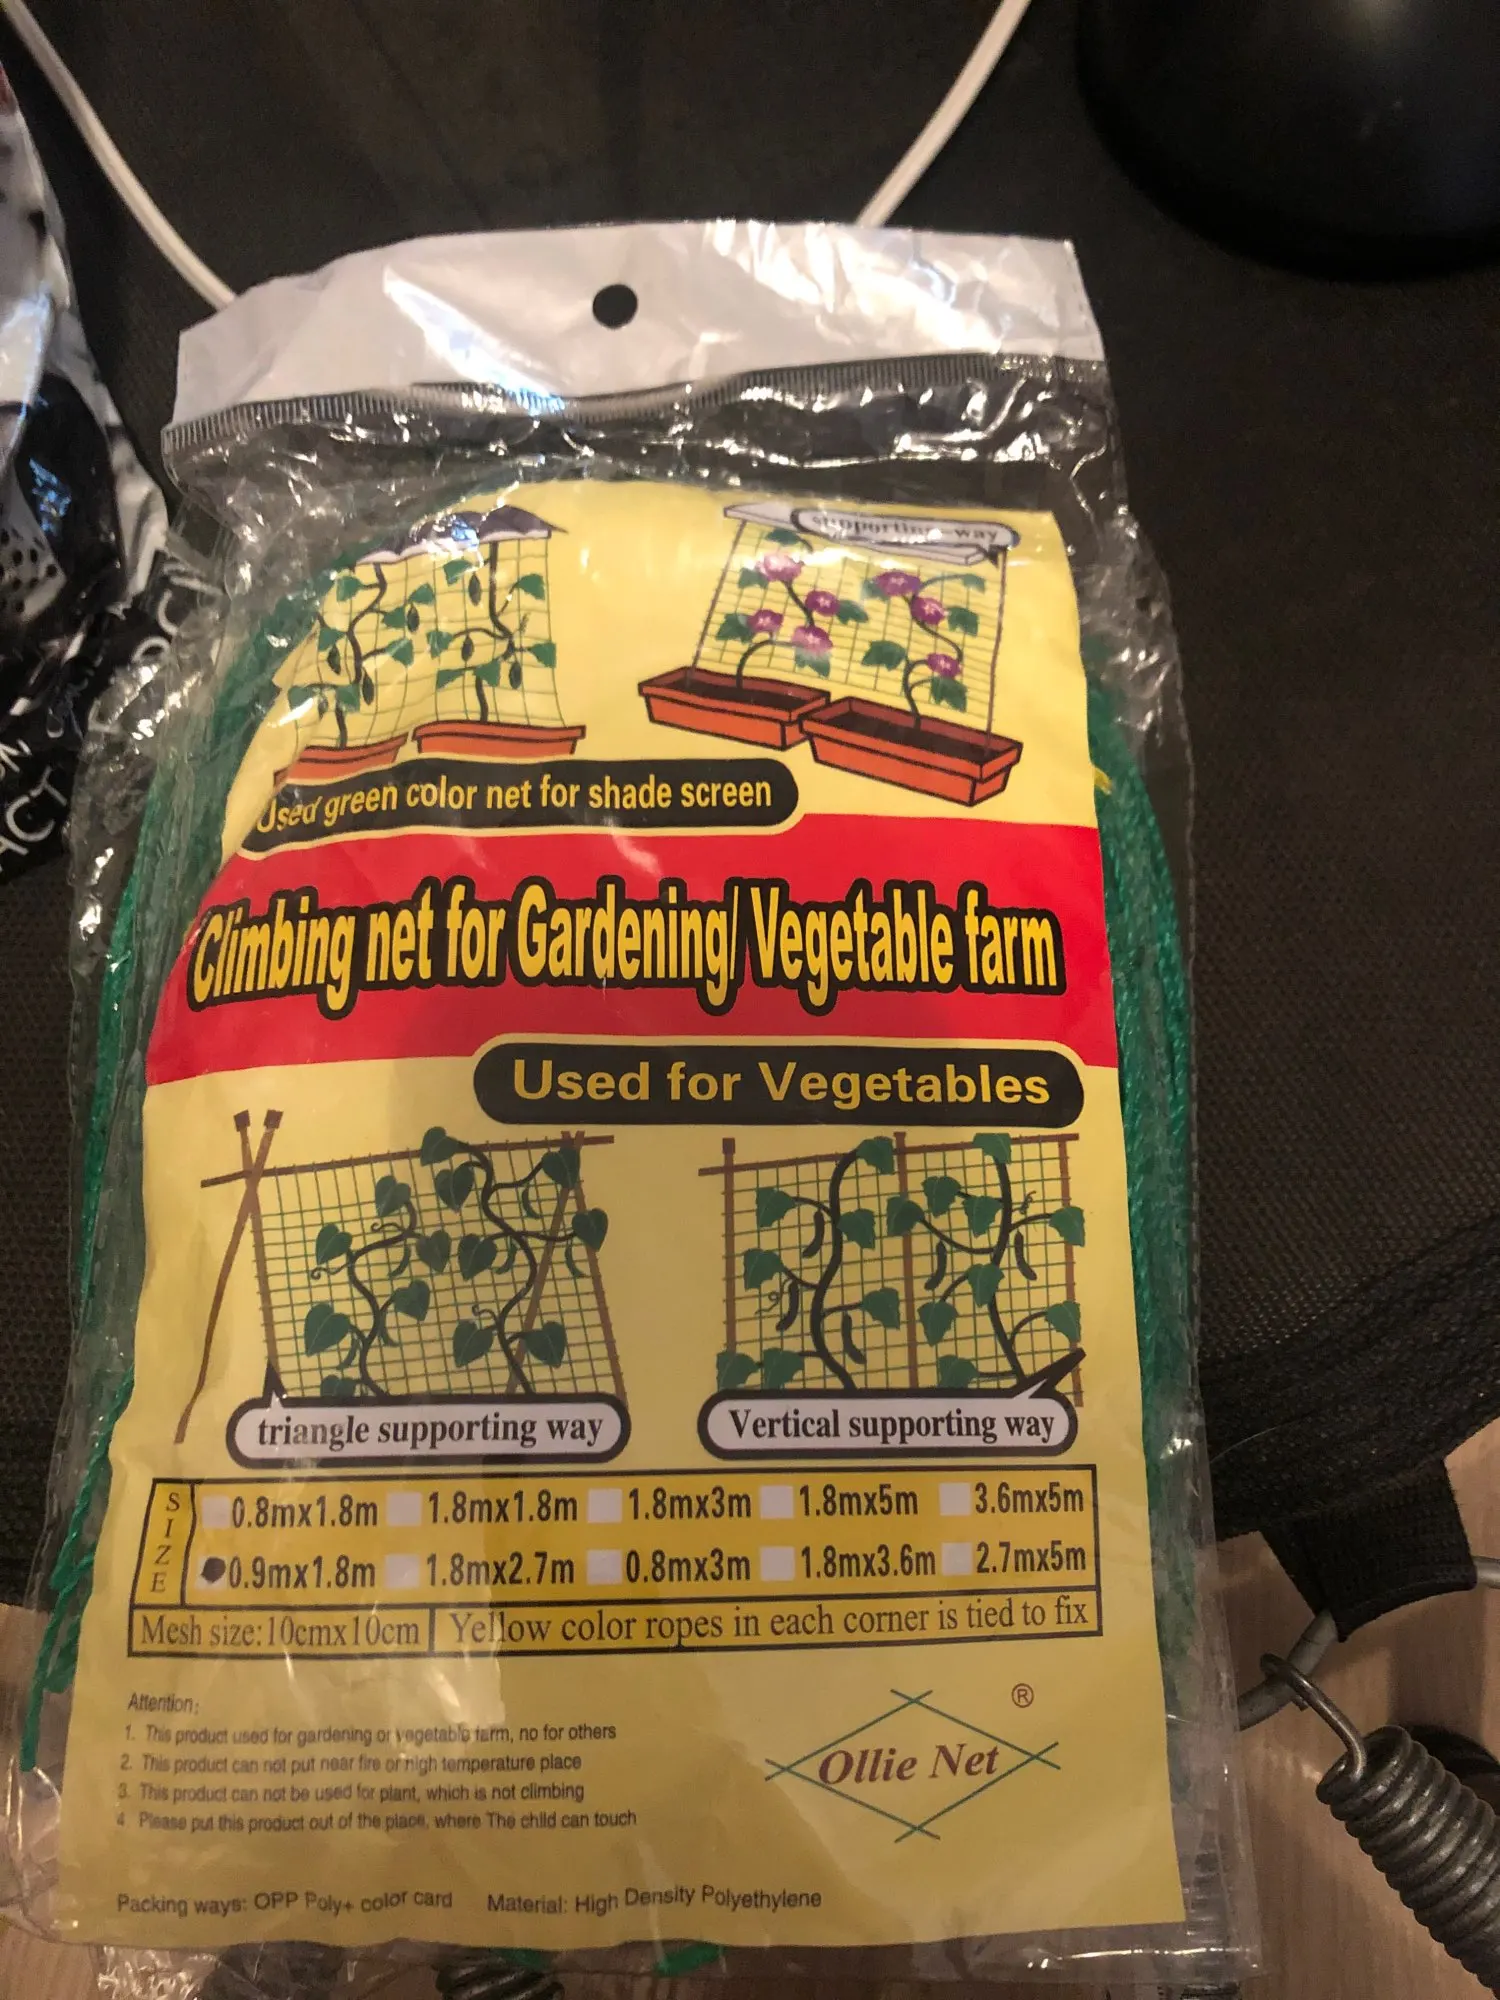 supporting way
Used green color net for shade screen
Climbing net for Gardening/ Vegetable farm
Used for Vegetables
triangle supporting way
Vertical supporting way
SIZE
0.8mx1.8m 1.8mx1.8m 1.8mx3m 1.8mx5m 3.6mx5m
0.9mx1.8m 1.8mx2.7m 0.8mx3m 1.8mx3.6m 2.7mx5m
Mesh size:10cmx10cm Yellow color ropes in each corner is tied to fix
Attention:
1. This product used for gardening or vegetable farm, no for others
2. This product can not put near fire or high temperature place
3. This product can not be used for plant, which is not climbing
4 Please put this product out of the place, where The child can touch
Ollie Net ®
Packing ways: OPP Poly+ color card Material: High Density Polyethylene